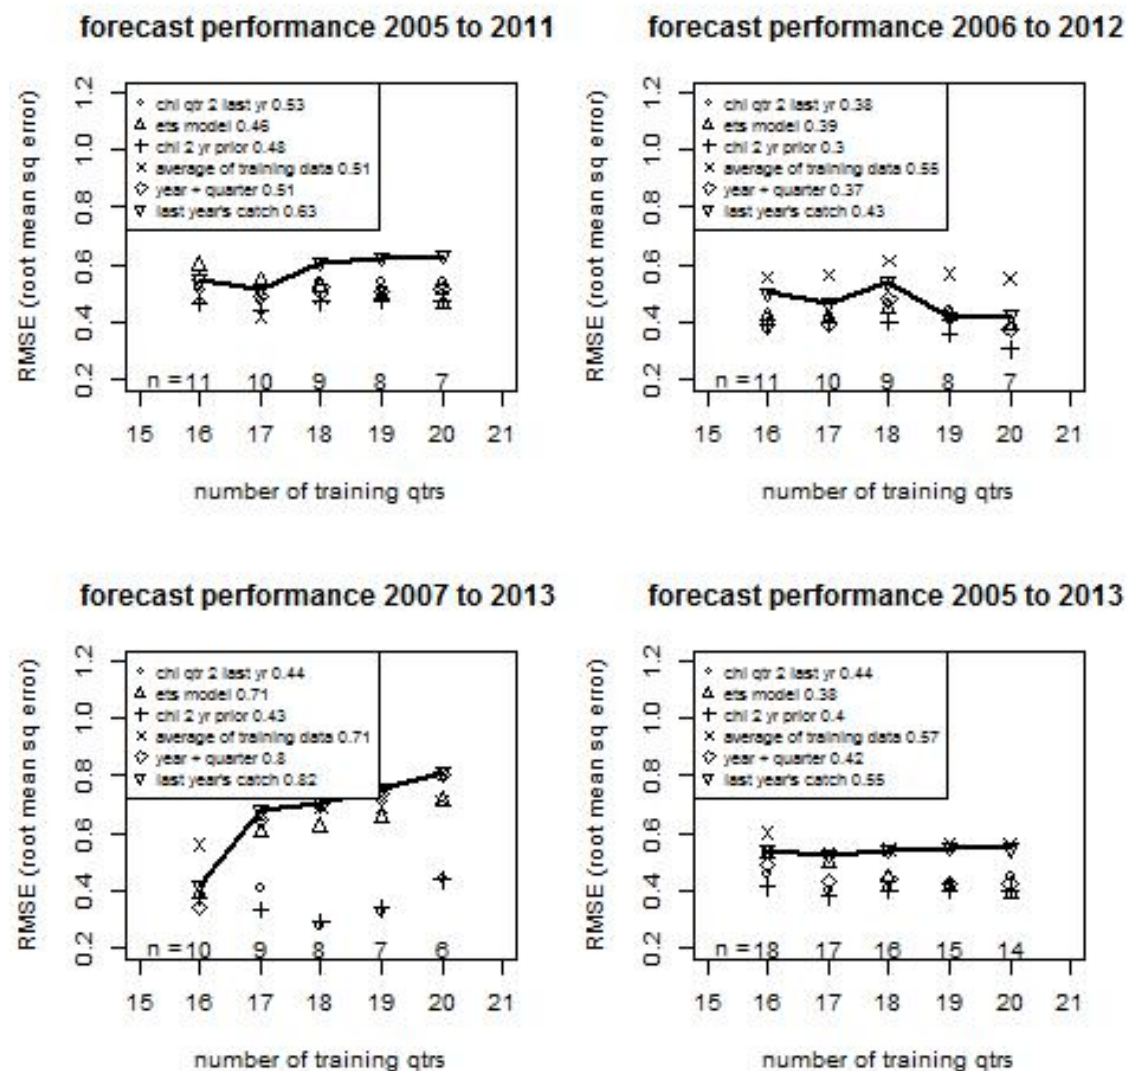 forecast performance 2005 to 2011
RMSE (root mean sq error)
1.2
1.0
0.8
0.6
0.4
0.2
chl qtr 2 last yr 0.53
ets model 0.46
chl 2 yr prior 0.48
average of training data 0.51
year + quarter 0.51
last year's catch 0.63
n = 11 10 9 8 7
15 16 17 18 19 20 21
number of training qtrs
forecast performance 2006 to 2012
RMSE (root mean sq error)
1.2
1.0
0.8
0.6
0.4
0.2
chl qtr 2 last yr 0.38
ets model 0.39
chl 2 yr prior 0.3
average of training data 0.55
year + quarter 0.37
last year's catch 0.43
n = 11 10 9 8 7
15 16 17 18 19 20 21
number of training qtrs
forecast performance 2007 to 2013
RMSE (root mean sq error)
1.2
1.0
0.8
0.6
0.4
0.2
chl qtr 2 last yr 0.44
ets model 0.71
chl 2 yr prior 0.43
average of training data 0.71
year + quarter 0.8
last year's catch 0.82
n = 10 9 8 7 6
15 16 17 18 19 20 21
number of training qtrs
forecast performance 2005 to 2013
RMSE (root mean sq error)
1.2
1.0
0.8
0.6
0.4
0.2
chl qtr 2 last yr 0.44
ets model 0.38
chl 2 yr prior 0.4
average of training data 0.57
year + quarter 0.42
last year's catch 0.55
n = 18 17 16 15 14
15 16 17 18 19 20 21
number of training qtrs